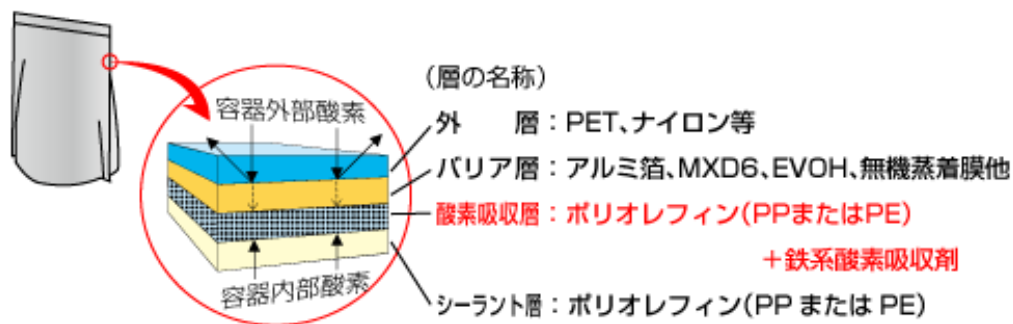 （層の名称）
容器外部酸素
外　　層：PET、ナイロン等
バリア層：アルミ箔、MXD6、EVOH、無機蒸着膜他
酸素吸収層：ポリオレフィン(PPまたはPE)
＋鉄系酸素吸収剤
容器内部酸素
シーラント層：ポリオレフィン(PP または PE)